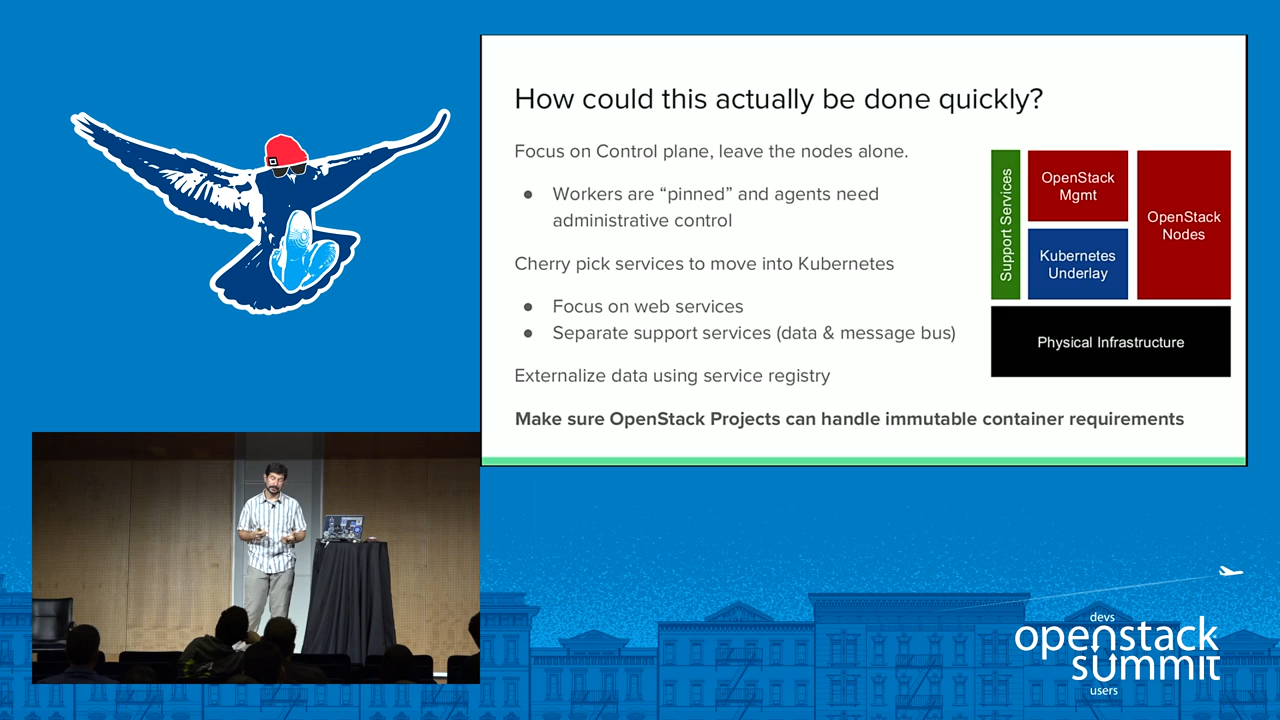 How could this actually be done quickly?
Focus on Control plane, leave the nodes alone.
● Workers are “pinned” and agents need
administrative control
Cherry pick services to move into Kubernetes
● Focus on web services
● Separate support services (data & message bus)
Externalize data using service registry
Make sure OpenStack Projects can handle immutable container requirements
Support Services
OpenStack
Mgmt
Kubernetes
Underlay
OpenStack
Nodes
Physical Infrastructure
devs
openstack
summit
users